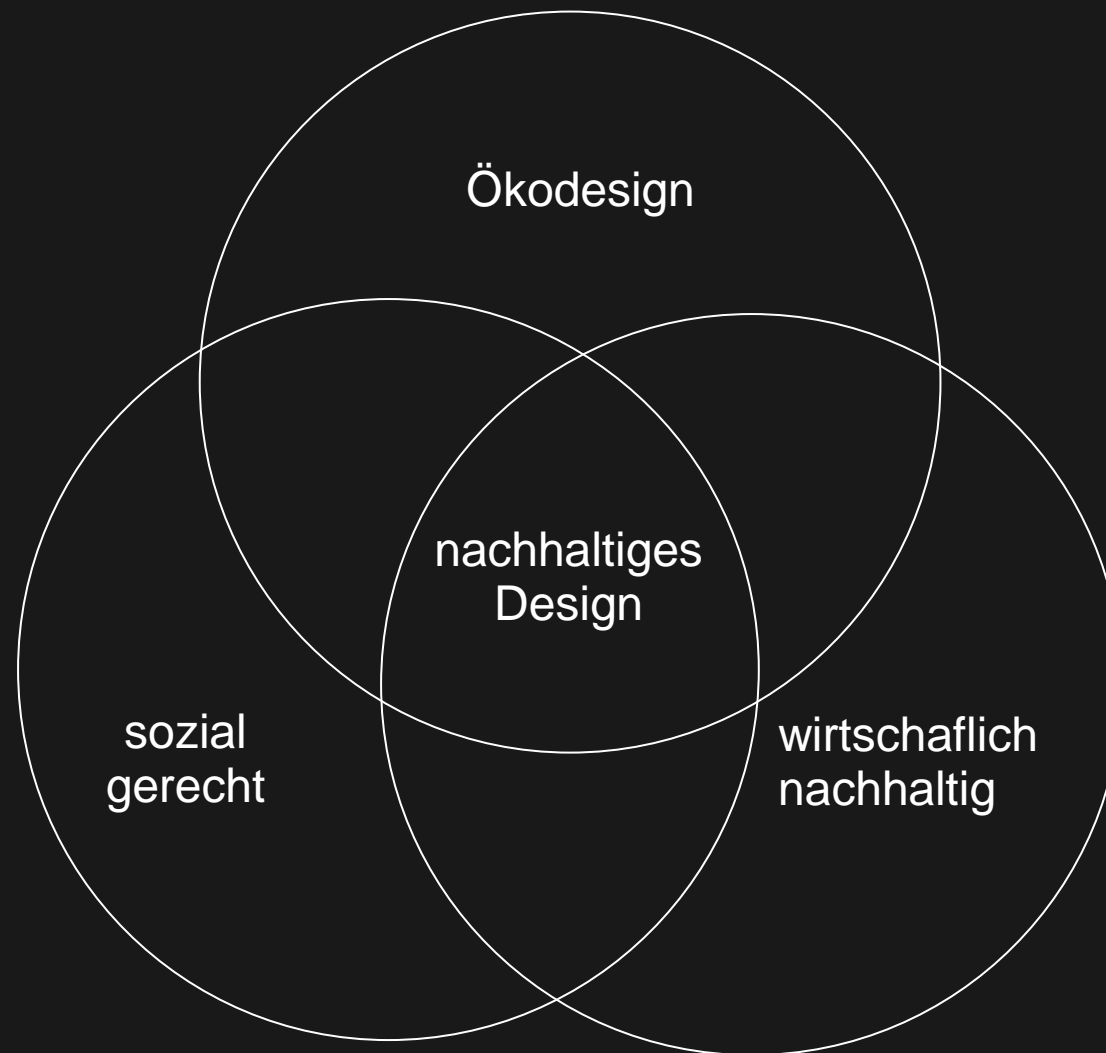 Ökodesign
nachhaltiges
Design
sozial
gerecht
wirtschaflich
nachhaltig